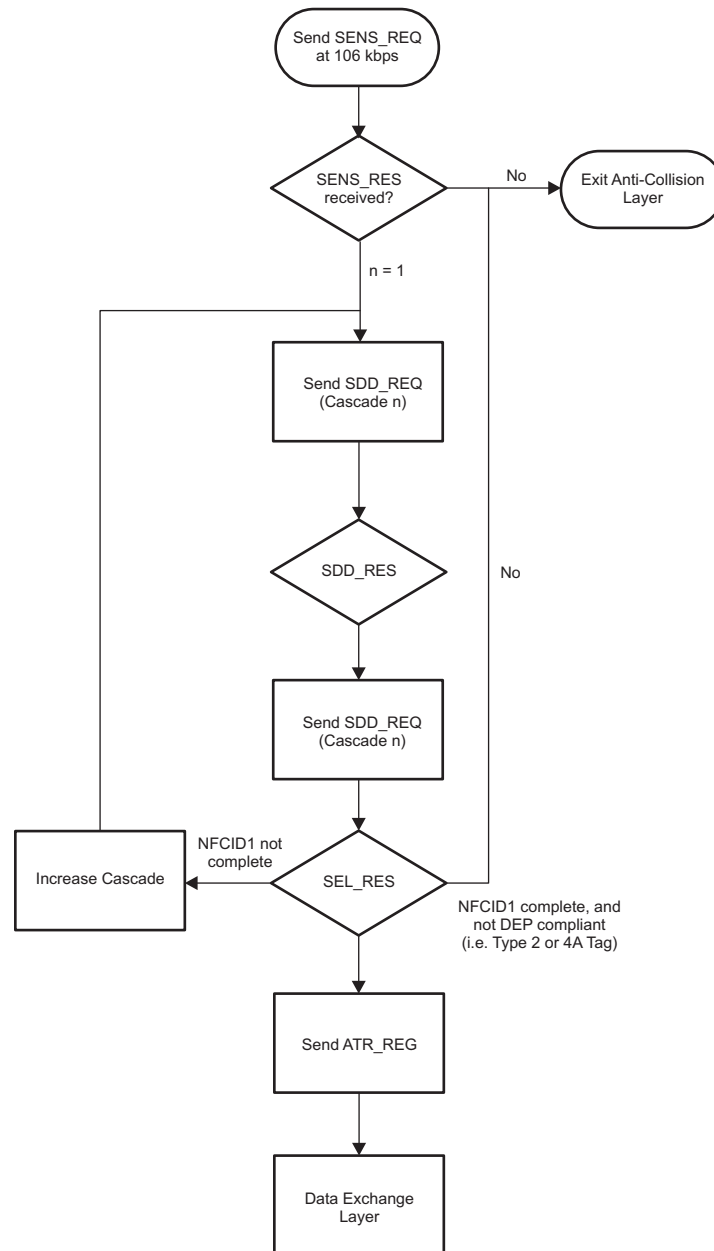 Send SENS_REQ
at 106 kbps
SENS_RES
received?
No
Exit Anti-Collision
Layer
n = 1
Send SDD_REQ
(Cascade n)
SDD_RES
No
Send SDD_REQ
(Cascade n)
NFCID1 not
complete
Increase Cascade
SEL_RES
NFCID1 complete, and
not DEP compliant
(i.e. Type 2 or 4A Tag)
Send ATR_REG
Data Exchange
Layer